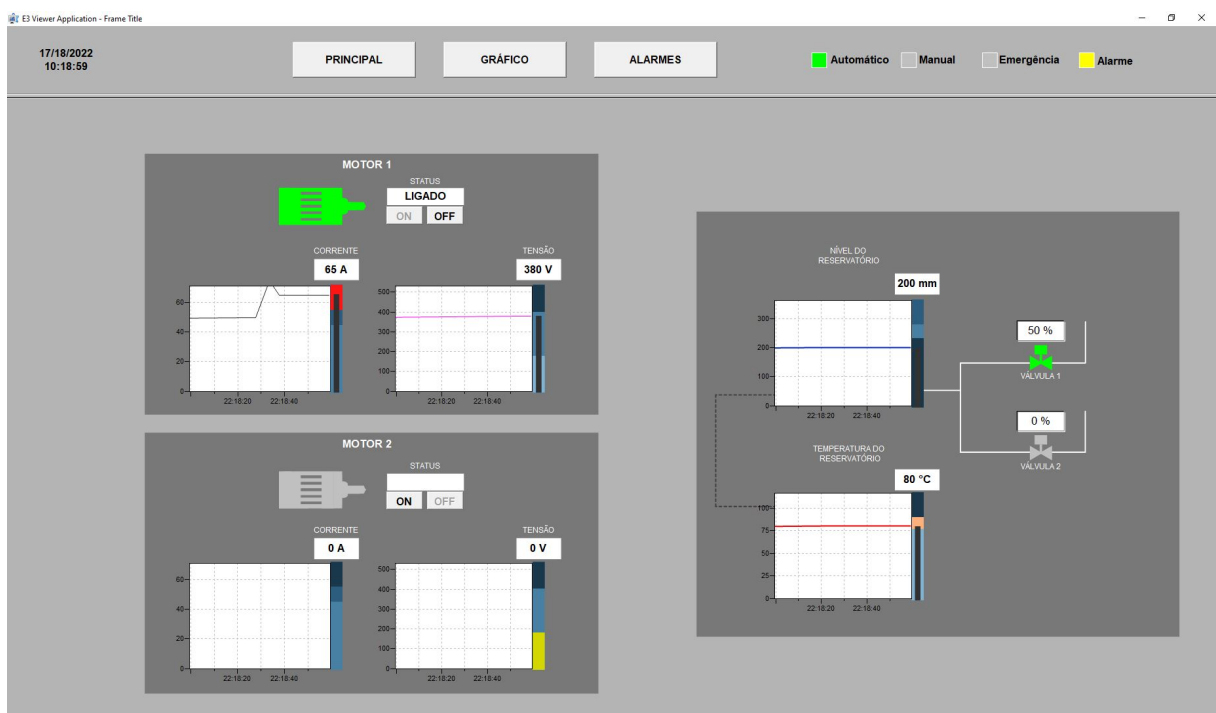 E3 Viewer Application - Frame Title
17/18/2022
10:18:59
PRINCIPAL
GRÁFICO
ALARMES
Automático
Manual
Emergência
Alarme
MOTOR 1
STATUS
LIGADO
ON
OFF
CORRENTE
65 A
60
40
20
0
22:18:20
22:18:40
TENSÃO
380 V
500
400
300
200
100
0
22:18:20
22:18:40
MOTOR 2
STATUS
ON
OFF
CORRENTE
0 A
60
40
20
0
22:18:20
22:18:40
TENSÃO
0 V
500
400
300
200
100
0
22:18:20
22:18:40
NÍVEL DO
RESERVATÓRIO
200 mm
300
200
100
0
22:18:20
22:18:40
50 %
VÁLVULA 1
0 %
VÁLVULA 2
TEMPERATURA DO
RESERVATÓRIO
80 °C
100
75
50
25
0
22:18:20
22:18:40